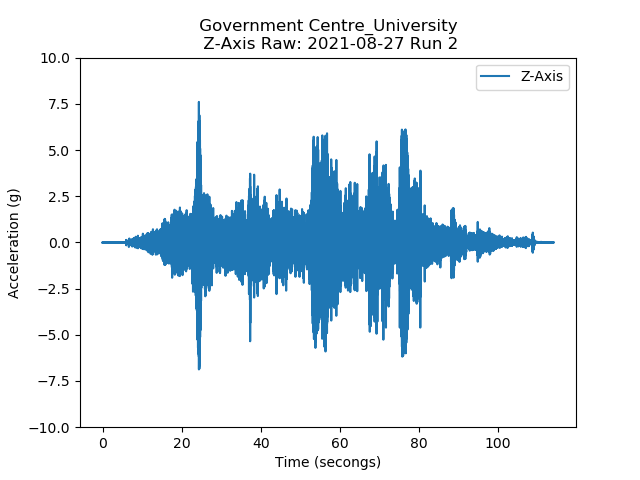 Government Centre_University
Z-Axis Raw: 2021-08-27 Run 2
Z-Axis
10.0
7.5
5.0
2.5
0.0
−2.5
−5.0
−7.5
−10.0
Acceleration (g)
0 20 40 60 80 100
Time (secongs)